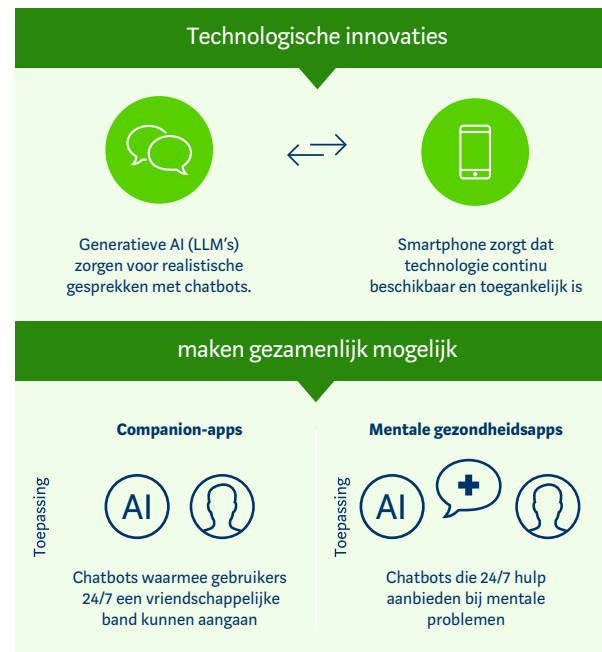 Technologische innovaties
Generatieve AI (LLM's)
zorgen voor realistische
gesprekken met chatbots.
Smartphone zorgt dat
technologie continu
beschikbaar en toegankelijk is
maken gezamenlijk mogelijk
Toepassing
Companion-apps
AI
Chatbots waarmee gebruikers
24/7 een vriendschappelijke
band kunnen aangaan
Toepassing
Mentale gezondheidsapps
AI
Chatbots die 24/7 hulp
aanbieden bij mentale
problemen